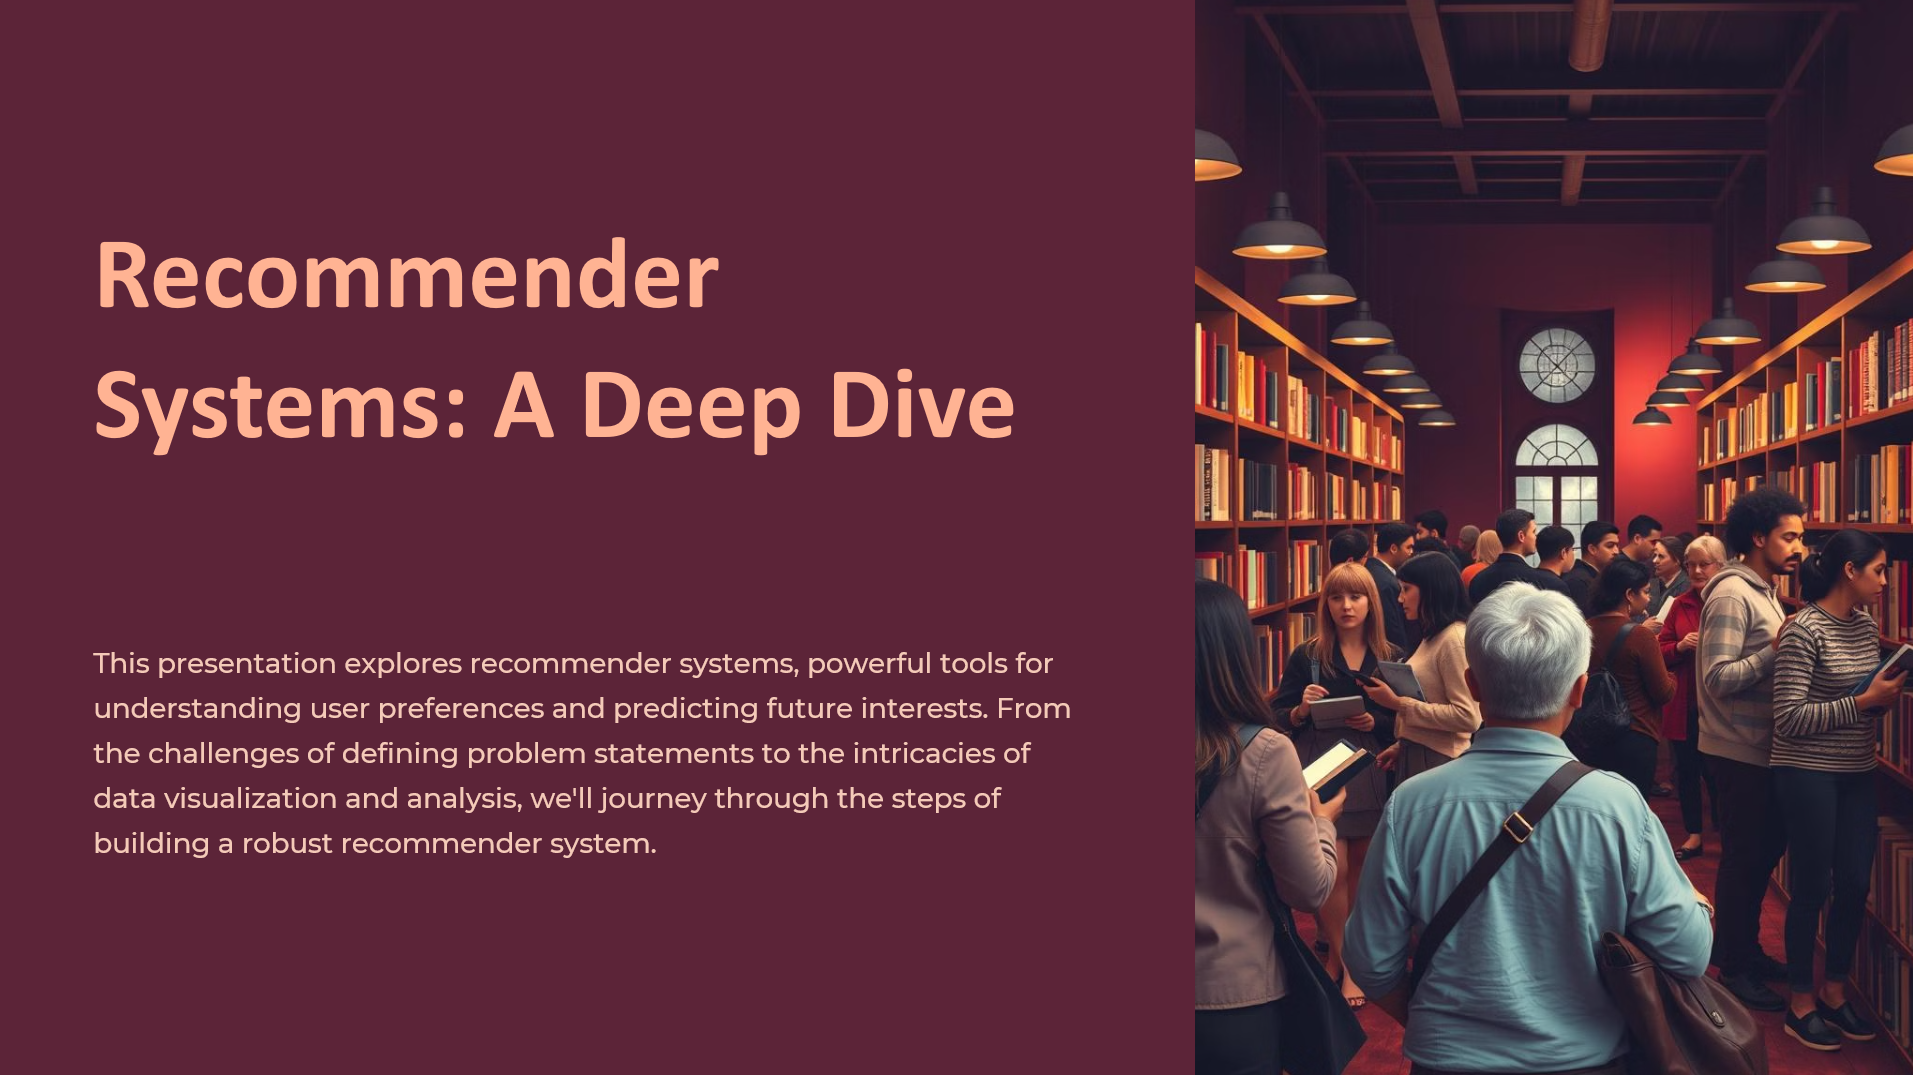 Recommender
Systems: A Deep Dive
This presentation explores recommender systems, powerful tools for
understanding user preferences and predicting future interests. From
the challenges of defining problem statements to the intricacies of
data visualization and analysis, we'll journey through the steps of
building a robust recommender system.